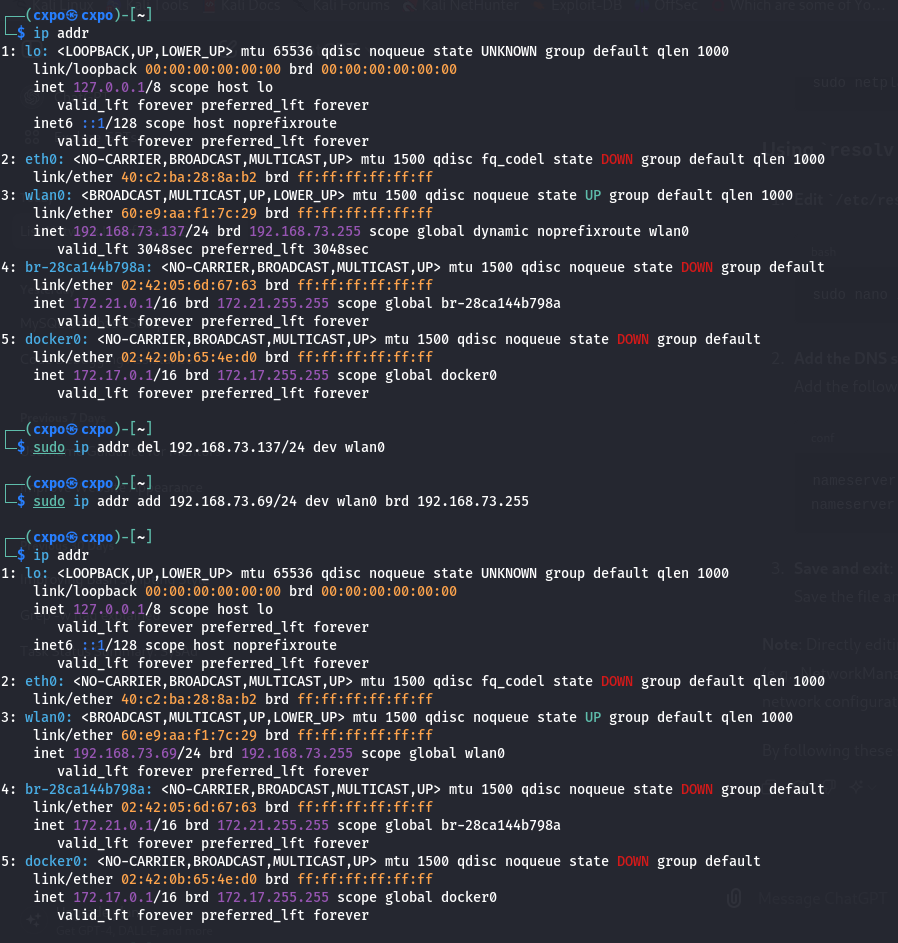 ┌──(cxpo㉿cxpo)-[~]
└─$ ip addr
1: lo: <LOOPBACK,UP,LOWER_UP> mtu 65536 qdisc noqueue state UNKNOWN group default qlen 1000
    link/loopback 00:00:00:00:00:00 brd 00:00:00:00:00:00
    inet 127.0.0.1/8 scope host lo
       valid_lft forever preferred_lft forever
    inet6 ::1/128 scope host noprefixroute
       valid_lft forever preferred_lft forever
2: eth0: <NO-CARRIER,BROADCAST,MULTICAST,UP> mtu 1500 qdisc fq_codel state DOWN group default qlen 1000
    link/ether 40:c2:ba:28:8a:b2 brd ff:ff:ff:ff:ff:ff
3: wlan0: <BROADCAST,MULTICAST,UP,LOWER_UP> mtu 1500 qdisc noqueue state UP group default qlen 1000
    link/ether 60:e9:aa:f1:7c:29 brd ff:ff:ff:ff:ff:ff
    inet 192.168.73.137/24 brd 192.168.73.255 scope global dynamic noprefixroute wlan0
       valid_lft 3048sec preferred_lft 3048sec
4: br-28ca144b798a: <NO-CARRIER,BROADCAST,MULTICAST,UP> mtu 1500 qdisc noqueue state DOWN group default
    link/ether 02:42:05:6d:67:63 brd ff:ff:ff:ff:ff:ff
    inet 172.21.0.1/16 brd 172.21.255.255 scope global br-28ca144b798a
       valid_lft forever preferred_lft forever
5: docker0: <NO-CARRIER,BROADCAST,MULTICAST,UP> mtu 1500 qdisc noqueue state DOWN group default
    link/ether 02:42:0b:65:4e:d0 brd ff:ff:ff:ff:ff:ff
    inet 172.17.0.1/16 brd 172.17.255.255 scope global docker0
       valid_lft forever preferred_lft forever
┌──(cxpo㉿cxpo)-[~]
└─$ sudo ip addr del 192.168.73.137/24 dev wlan0
┌──(cxpo㉿cxpo)-[~]
└─$ sudo ip addr add 192.168.73.69/24 dev wlan0 brd 192.168.73.255
┌──(cxpo㉿cxpo)-[~]
└─$ ip addr
1: lo: <LOOPBACK,UP,LOWER_UP> mtu 65536 qdisc noqueue state UNKNOWN group default qlen 1000
    link/loopback 00:00:00:00:00:00 brd 00:00:00:00:00:00
    inet 127.0.0.1/8 scope host lo
       valid_lft forever preferred_lft forever
    inet6 ::1/128 scope host noprefixroute
       valid_lft forever preferred_lft forever
2: eth0: <NO-CARRIER,BROADCAST,MULTICAST,UP> mtu 1500 qdisc fq_codel state DOWN group default qlen 1000
    link/ether 40:c2:ba:28:8a:b2 brd ff:ff:ff:ff:ff:ff
3: wlan0: <BROADCAST,MULTICAST,UP,LOWER_UP> mtu 1500 qdisc noqueue state UP group default qlen 1000
    link/ether 60:e9:aa:f1:7c:29 brd ff:ff:ff:ff:ff:ff
    inet 192.168.73.69/24 brd 192.168.73.255 scope global wlan0
       valid_lft forever preferred_lft forever
4: br-28ca144b798a: <NO-CARRIER,BROADCAST,MULTICAST,UP> mtu 1500 qdisc noqueue state DOWN group default
    link/ether 02:42:05:6d:67:63 brd ff:ff:ff:ff:ff:ff
    inet 172.21.0.1/16 brd 172.21.255.255 scope global br-28ca144b798a
       valid_lft forever preferred_lft forever
5: docker0: <NO-CARRIER,BROADCAST,MULTICAST,UP> mtu 1500 qdisc noqueue state DOWN group default
    link/ether 02:42:0b:65:4e:d0 brd ff:ff:ff:ff:ff:ff
    inet 172.17.0.1/16 brd 172.17.255.255 scope global docker0
       valid_lft forever preferred_lft forever